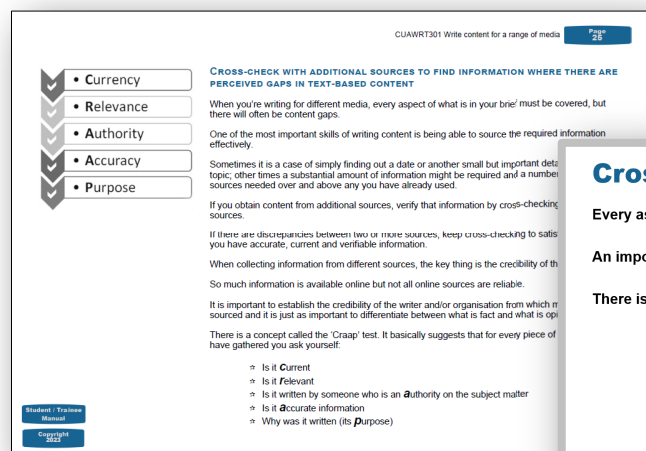 CUAWRT301 Write content for a range of media
Page
25
• Currency
• Relevance
• Authority
• Accuracy
• Purpose
CROSS-CHECK WITH ADDITIONAL SOURCES TO FIND INFORMATION WHERE THERE ARE
PERCEIVED GAPS IN TEXT-BASED CONTENT
When you're writing for different media, every aspect of what is in your brief must be covered, but
there will often be content gaps.
One of the most important skills of writing content is being able to source the required information
effectively.
Sometimes it is a case of simply finding out a date or another small but important
topic; other times a substantial amount of information might be required and a
sources needed over and above any you have already used.
If you obtain content from additional sources, verify that information by cross-checking
sources.
If there are discrepancies between two or more sources, keep cross-checking to
you have accurate, current and verifiable information.
When collecting information from different sources, the key thing is the credibility of
So much information is available online but not all online sources are reliable.
It is important to establish the credibility of the writer and/or organisation from which
sourced and it is just as important to differentiate between what is fact and what is
There is a concept called the 'Craap' test. It basically suggests that for every piece of
have gathered you ask yourself:
☆ Is it Current
☆ Is it relevant
☆ Is it written by someone who is an authority on the subject matter
☆ Is it accurate information
☆ Why was it written (its purpose)
Student / Trainee
Manual
Copyright
2023
Cros
Every as
An impo
There is